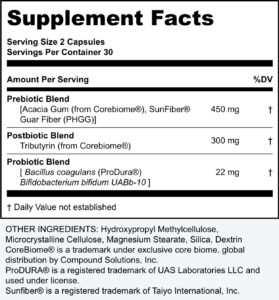 Supplement Facts
Serving Size 2 Capsules
Servings Per Container 30
Amount Per Serving %DV
Prebiotic Blend
[Acacia Gum (from Corebiome®), SunFiber® 450 mg †
Guar Fiber (PHGG)]
Postbiotic Blend
Tributyrin (from Corebiome®) 300 mg †
Probiotic Blend
[ Bacillus coagulans (ProDura®) 22 mg †
Bifidobacterium bifidum UABb-10 ]
† Daily Value not established
OTHER INGREDIENTS: Hydroxypropyl Methylcellulose,
Microcrystalline Cellulose, Magnesium Stearate, Silica, Dextrin
CoreBiome® is a trademark under exclusive core biome. global
distribution by Compound Solutions, Inc.
ProDURA® is a registered trademark of UAS Laboratories LLC and
used under license.
Sunfiber® is a registered trademark of Taiyo International, Inc.